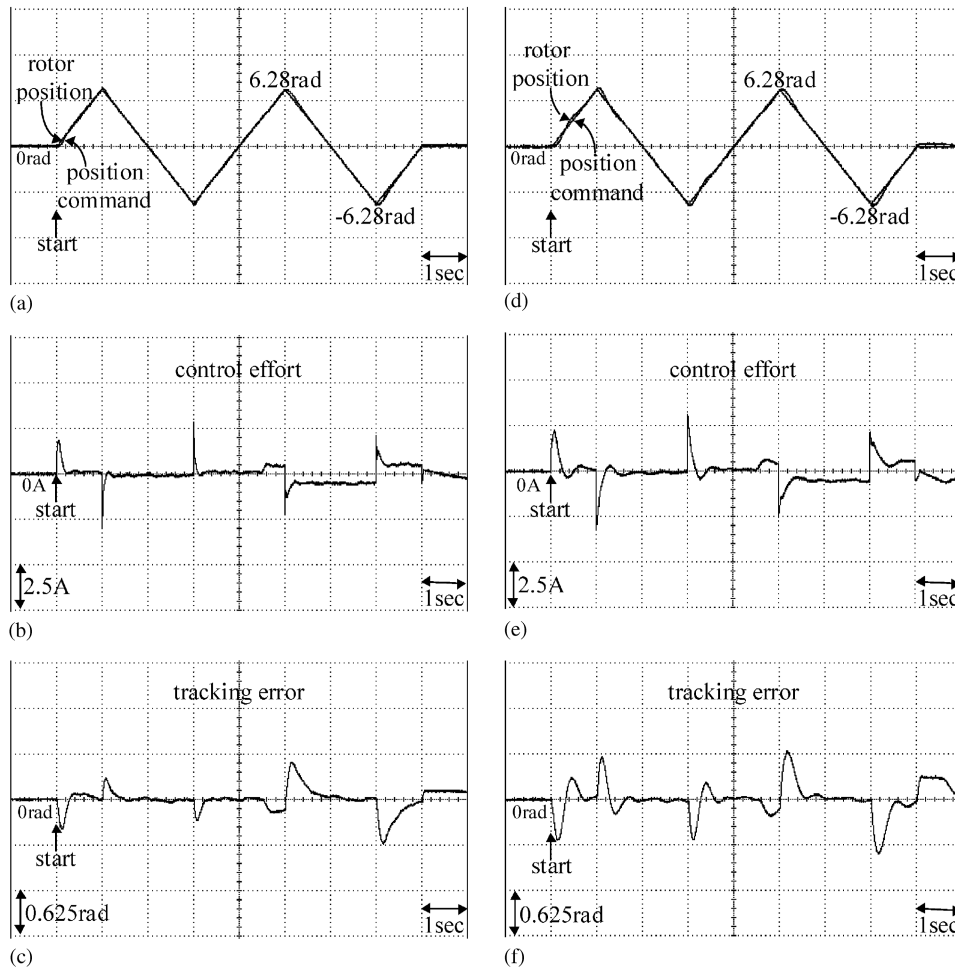 rotor
position
6.28rad
0rad
position
command
-6.28rad
start
1sec
(a)
rotor
position
6.28rad
0rad
position
command
-6.28rad
start
1sec
(d)
control effort
0A
start
2.5A
1sec
(b)
control effort
0A
start
2.5A
1sec
(e)
tracking error
0rad
start
0.625rad
1sec
(c)
tracking error
0rad
start
0.625rad
1sec
(f)